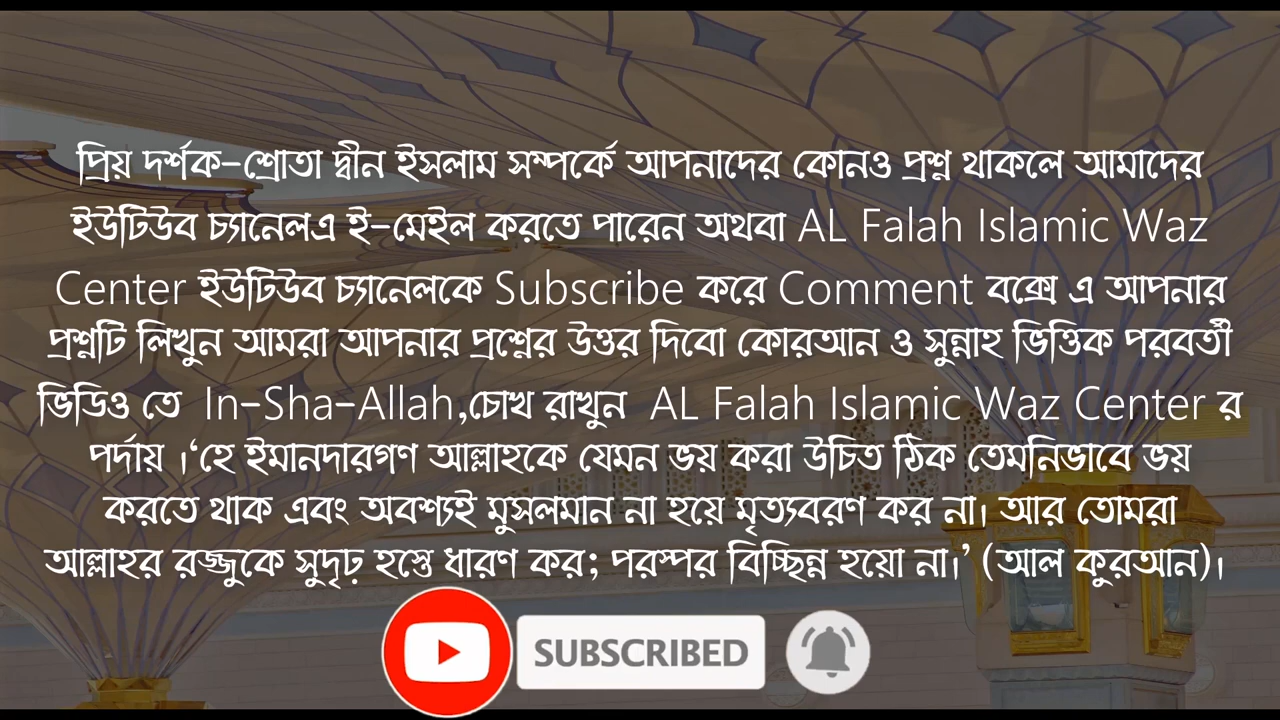 প্রিয় দর্শক-শ্রোতা দ্বীন ইসলাম সম্পর্কে আপনাদের কোনও প্রশ্ন থাকলে আমাদের
ইউটিউব চ্যানেলএ ই-মেইল করতে পারেন অথবা AL Falah Islamic Waz
Center ইউটিউব চ্যানেলকে Subscribe করে Comment বক্সে এ আপনার
প্রশ্নটি লিখুন আমরা আপনার প্রশ্নের উত্তর দিবো কোরআন ও সুন্নাহ ভিত্তিক পরবর্তী
ভিডিও তে In-Sha-Allah,চোখ রাখুন AL Falah Islamic Waz Center র
পর্দায় ।‘হে ইমানদারগণ আল্লাহকে যেমন ভয় করা উচিত ঠিক তেমনিভাবে ভয়
করতে থাক এবং অবশ্যই মুসলমান না হয়ে মৃত্যবরণ কর না। আর তোমরা
আল্লাহর রজ্জুকে সুদৃঢ় হস্তে ধারণ কর; পরস্পর বিচ্ছিন্ন হয়ো না।’ (আল কুরআন)।
SUBSCRIBED